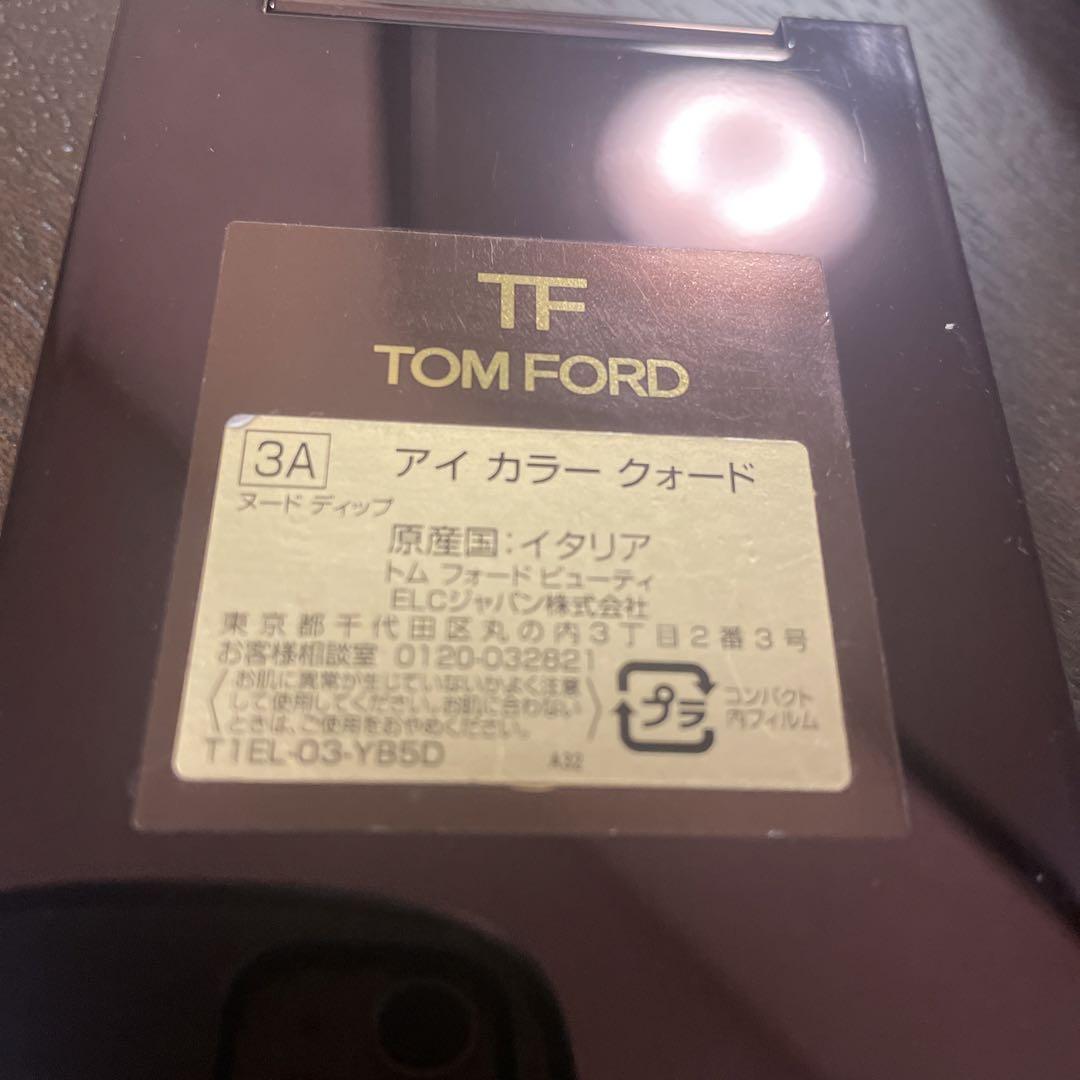 TF
TOM FORD
3A アイ カラー クォード
ヌード ディップ
原産国:イタリア
トム フォード ビューティ
ELCジャパン株式会社
東京都千代田区丸の内3丁目2番3号
お客様相談室 0120-032821
お肌に異常が生じていないかよく注意
して使用してください。お肌に合わない
ときは、ご使用をおやめください。
プラ
コンパクト
内フィルム
T1EL-03-YB5D A32